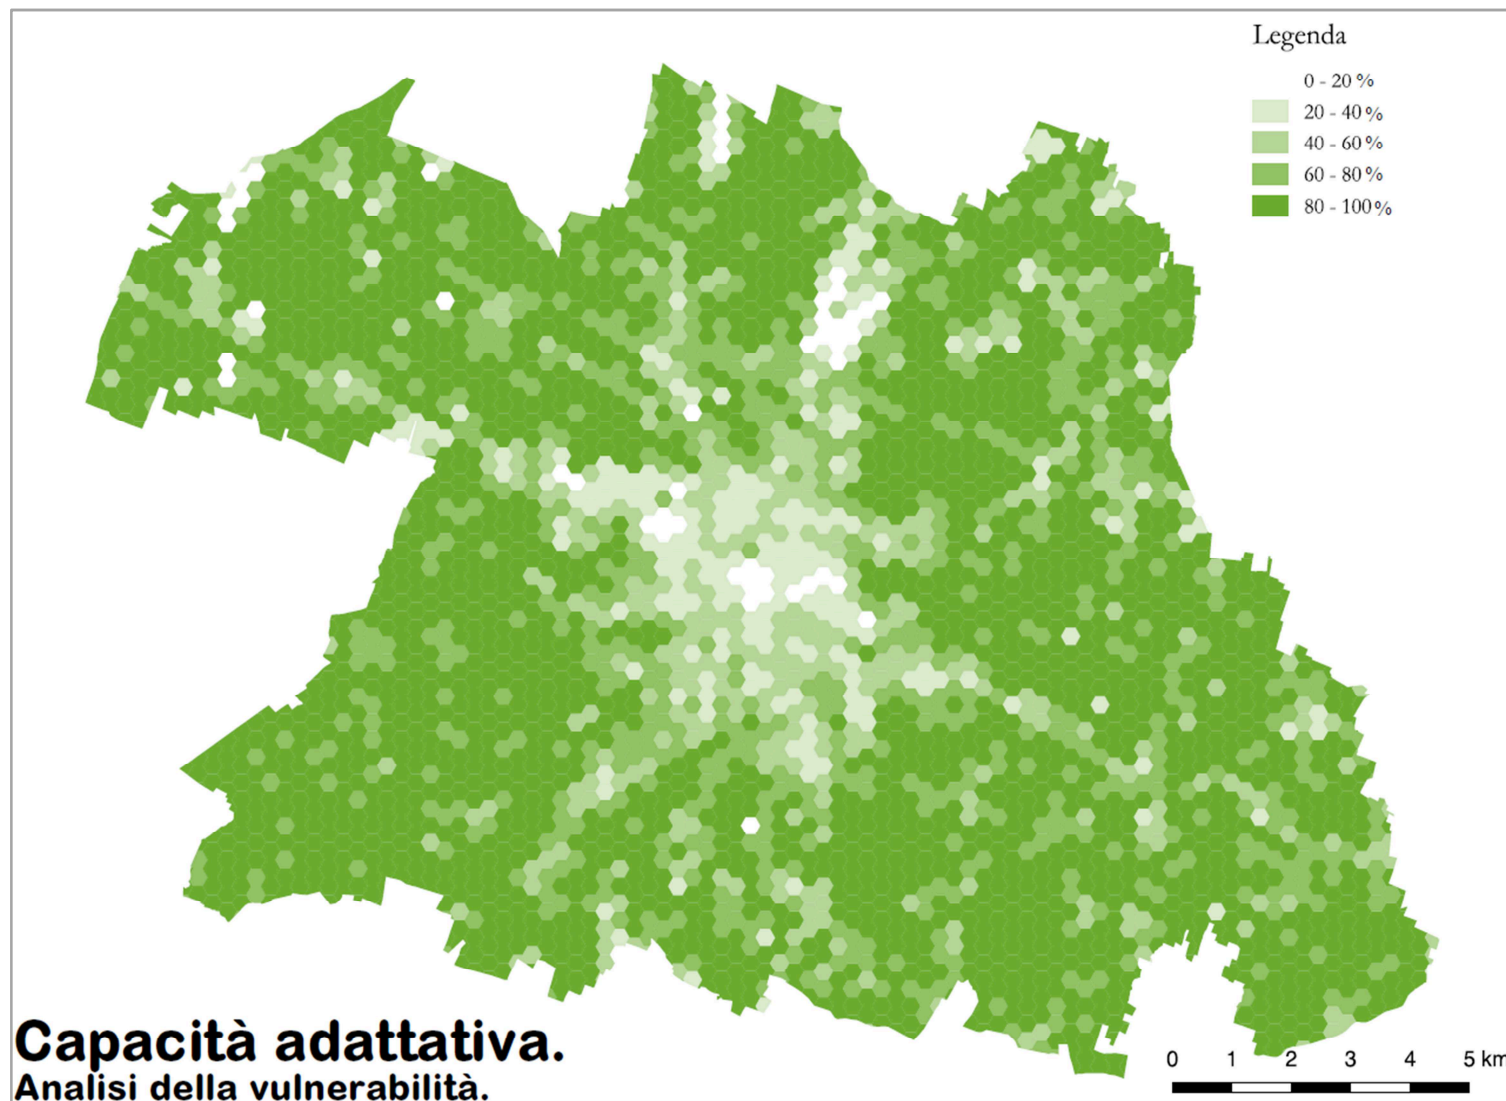 Legenda
0 - 20 %
20 - 40 %
40 - 60 %
60 - 80 %
80 - 100 %
Capacità adattativa.
Analisi della vulnerabilità.
0 1 2 3 4 5 km